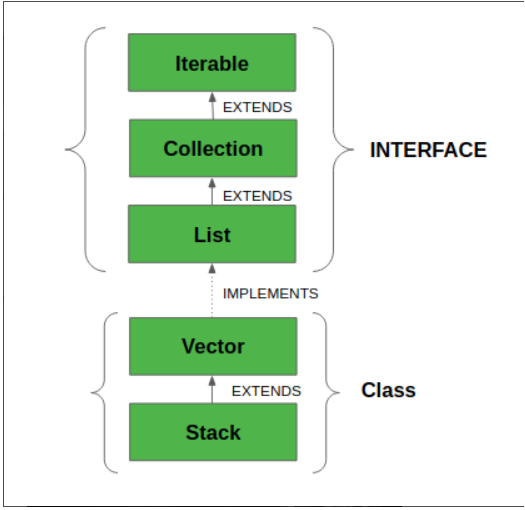 Iterable
EXTENDS
Collection
INTERFACE
EXTENDS
List
IMPLEMENTS
Vector
EXTENDS
Class
Stack